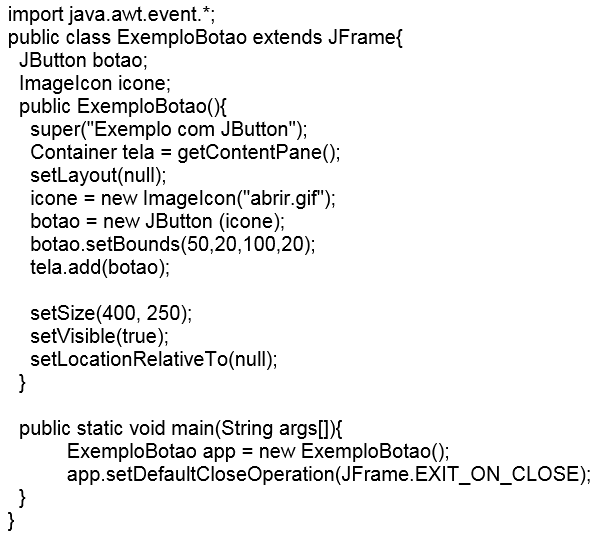 import java.awt.event.*;
public class ExemploBotao extends JFrame{
JButton botao;
ImageIcon icone;
public ExemploBotao(){
super("Exemplo com JButton");
Container tela = getContentPane();
setLayout(null);
icone = new ImageIcon("abrir.gif");
botao = new JButton (icone);
botao.setBounds(50,20,100,20);
tela.add(botao);
setSize(400, 250);
setVisible(true);
setLocationRelativeTo(null);
}
public static void main(String args[]){
ExemploBotao app = new ExemploBotao();
app.setDefaultCloseOperation(JFrame.EXIT_ON_CLOSE);
}
}